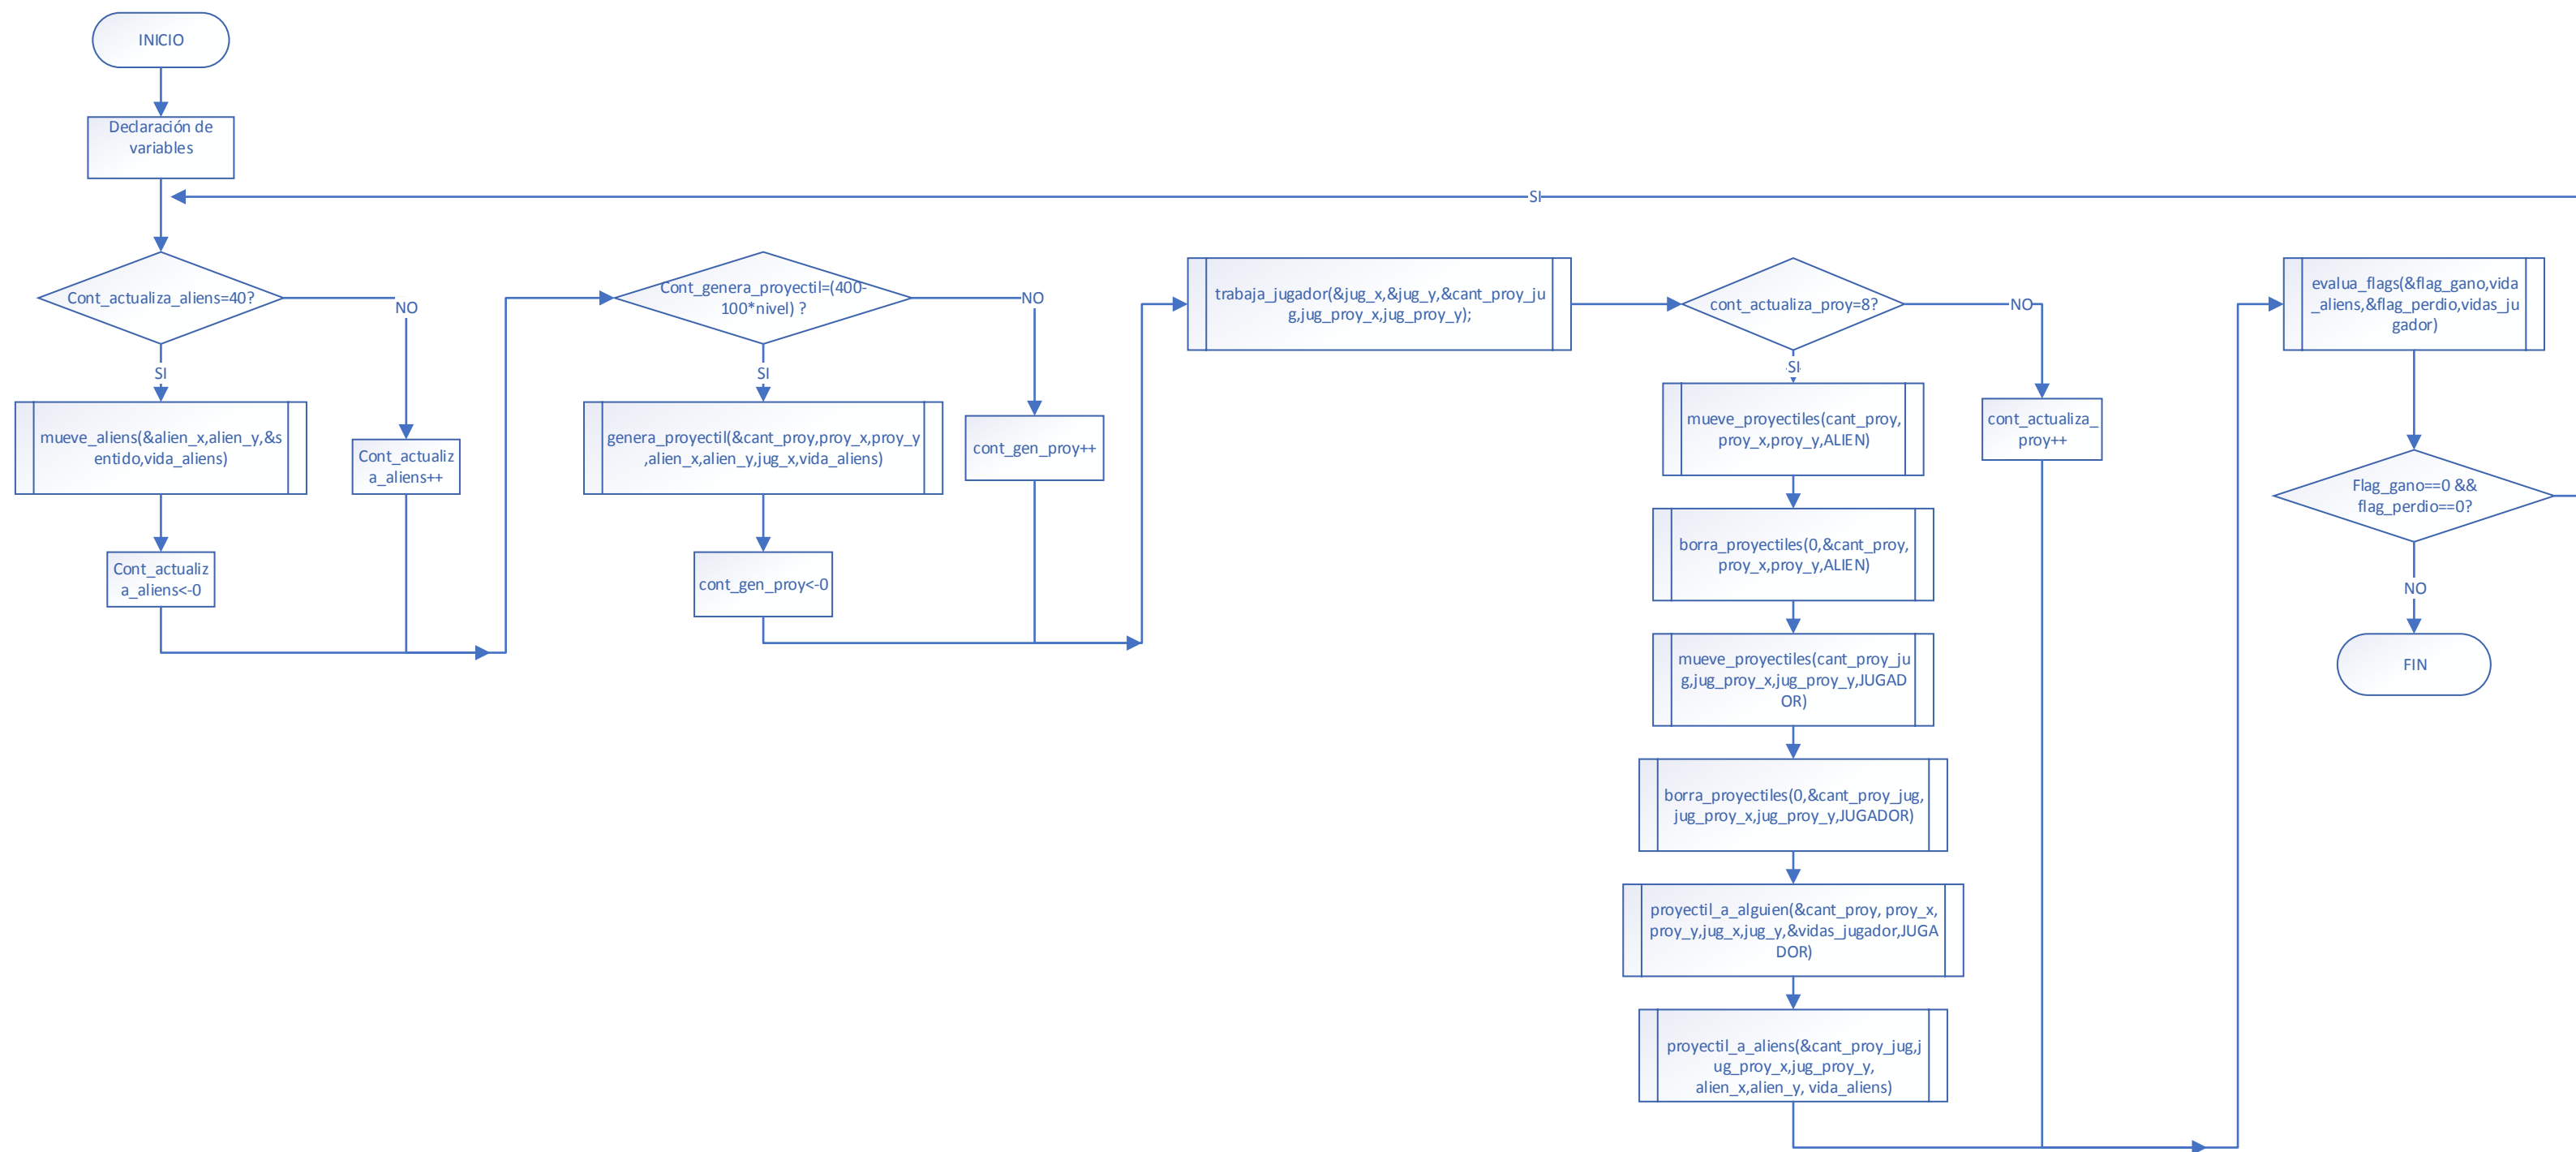 INICIO
Declaración de
variables
SI
Cont_actualiza_aliens=40?
NO
SI
mueve_aliens(&alien_x,alien_y,&s
entido,vida_aliens)
Cont_actualiz
a_aliens++
Cont_actualiz
a_aliens<-0
Cont_genera_proyectil=(400-
100*nivel) ?
NO
SI
genera_proyectil(&cant_proy,proy_x,proy_y
,alien_x,alien_y,jug_x,vida_aliens)
cont_gen_proy++
cont_gen_proy<-0
trabaja_jugador(&jug_x,&jug_y,&cant_proy_ju
g,jug_proy_x,jug_proy_y);
cont_actualiza_proy=8?
NO
SI
mueve_proyectiles(cant_proy,
proy_x,proy_y,ALIEN)
cont_actualiza_
proy++
borra_proyectiles(0,&cant_proy,
proy_x,proy_y,ALIEN)
mueve_proyectiles(cant_proy_ju
g,jug_proy_x,jug_proy_y,JUGAD
OR)
borra_proyectiles(0,&cant_proy_jug,
jug_proy_x,jug_proy_y,JUGADOR)
proyectil_a_alguien(&cant_proy, proy_x,
proy_y,jug_x,jug_y,&vidas_jugador,JUGA
DOR)
proyectil_a_aliens(&cant_proy_jug,j
ug_proy_x,jug_proy_y,
alien_x,alien_y, vida_aliens)
evalua_flags(&flag_gano,vida
_aliens,&flag_perdio,vidas_ju
gador)
Flag_gano==0 &&
flag_perdio==0?
NO
FIN